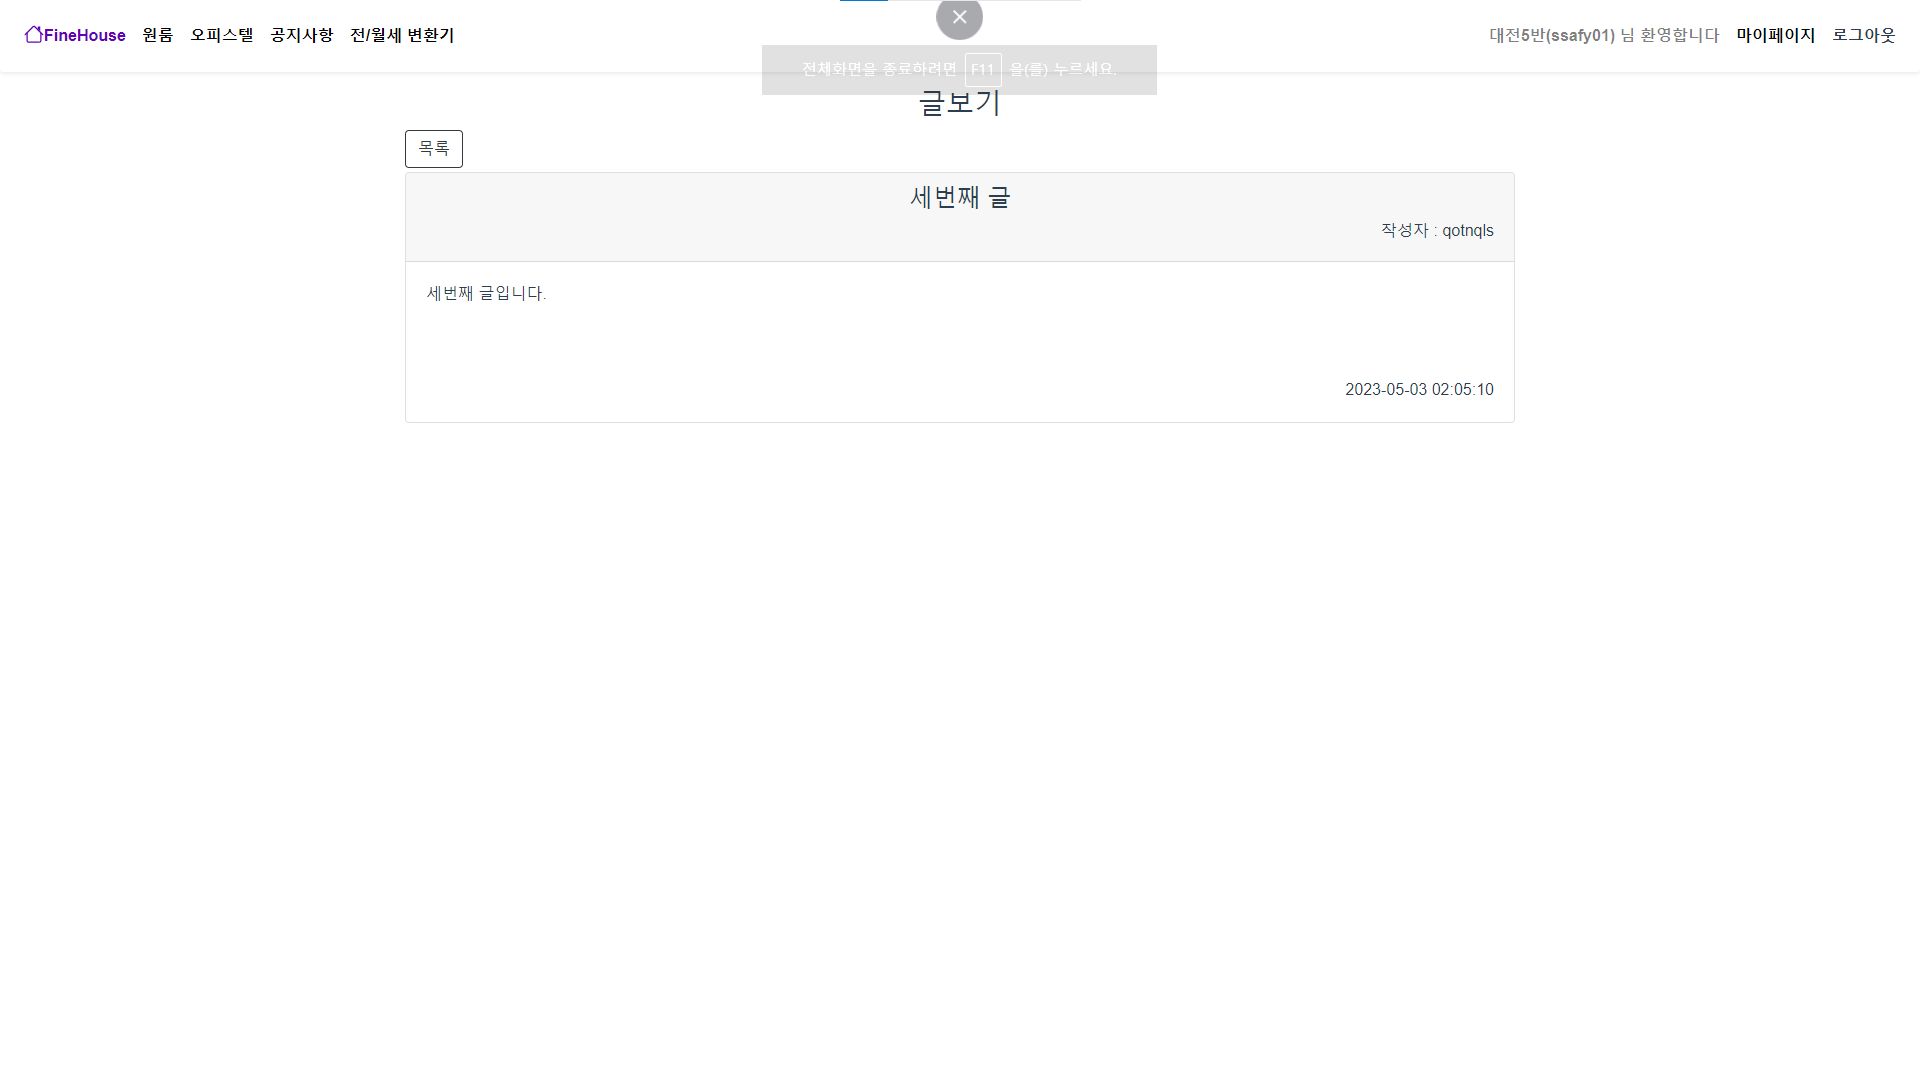 FineHouse 원룸 오피스텔 공지사항 전/월세 변환기 대전5반(ssafy01) 님 환영합니다 마이페이지 로그아웃
전체화면을 종료하려면 F11 을(를) 누르세요.
글보기
목록
세번째 글
작성자 : qotnqls
세번째 글입니다.
2023-05-03 02:05:10